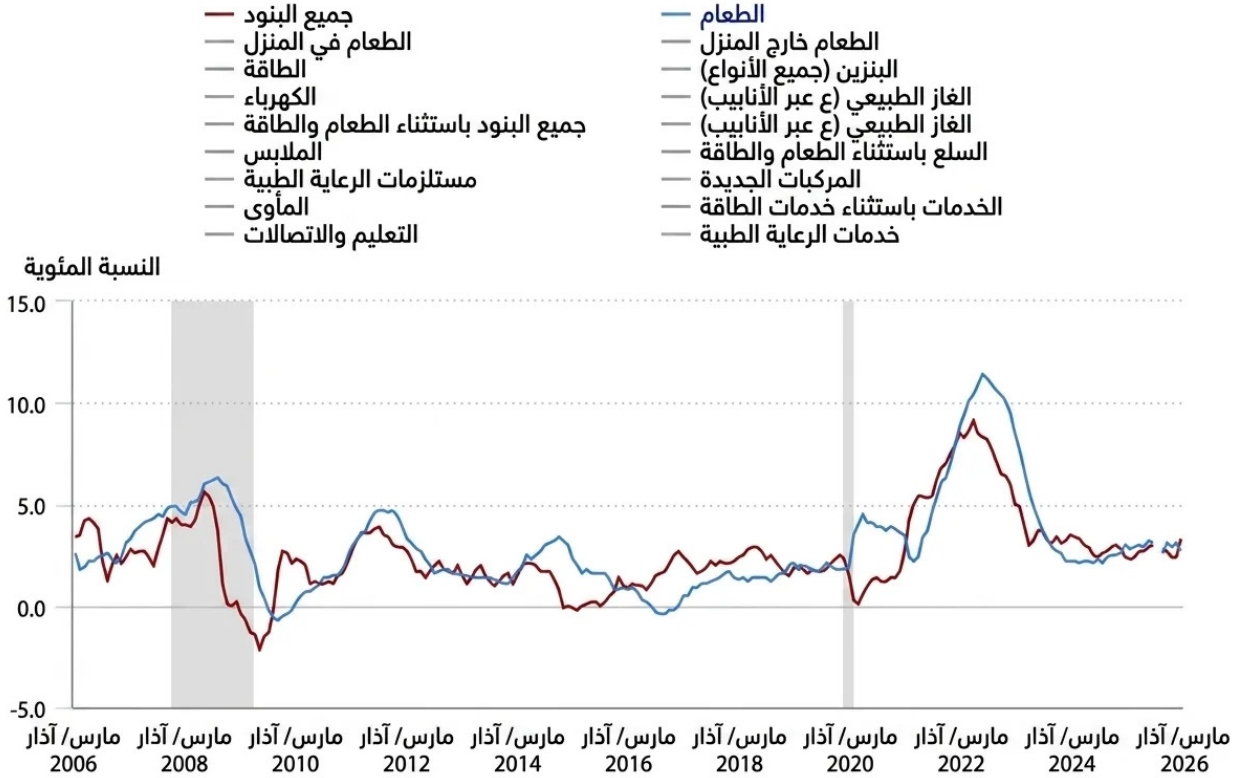 جميع البنود
الطعام في المنزل
الطاقة
الكهرباء
جميع البنود باستثناء الطعام والطاقة
الملابس
مستلزمات الرعاية الطبية
المأوى
التعليم والاتصالات
الطعام
الطعام خارج المنزل
البنزين (جميع الأنواع)
الغاز الطبيعي (ع عبر الأنابيب)
الغاز الطبيعي (ع عبر الأنابيب)
السلع باستثناء الطعام والطاقة
المركبات الجديدة
الخدمات باستثناء خدمات الطاقة
خدمات الرعاية الطبية
النسبة المئوية
15.0
10.0
5.0
0.0
-5.0
مارس/ آذار 2006
مارس/ آذار 2008
مارس/ آذار 2010
مارس/ آذار 2012
مارس/ آذار 2014
مارس/ آذار 2016
مارس/ آذار 2018
مارس/ آذار 2020
مارس/ آذار 2022
مارس/ آذار 2024
مارس/ آذار 2026